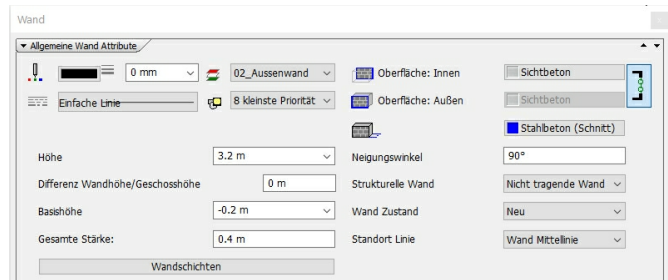 Wand
Allgemeine Wand Attribute
0 mm
02_Aussenwand
Oberfläche: Innen
Sichtbeton
Einfache Linie
8 kleinste Priorität
Oberfläche: Außen
Sichtbeton
Stahlbeton (Schnitt)
Höhe
3.2 m
Neigungswinkel
90°
Differenz Wandhöhe/Geschosshöhe
0 m
Strukturelle Wand
Nicht tragende Wand
Basishöhe
-0.2 m
Wand Zustand
Neu
Gesamte Stärke:
0.4 m
Standort Linie
Wand Mittellinie
Wandschichten